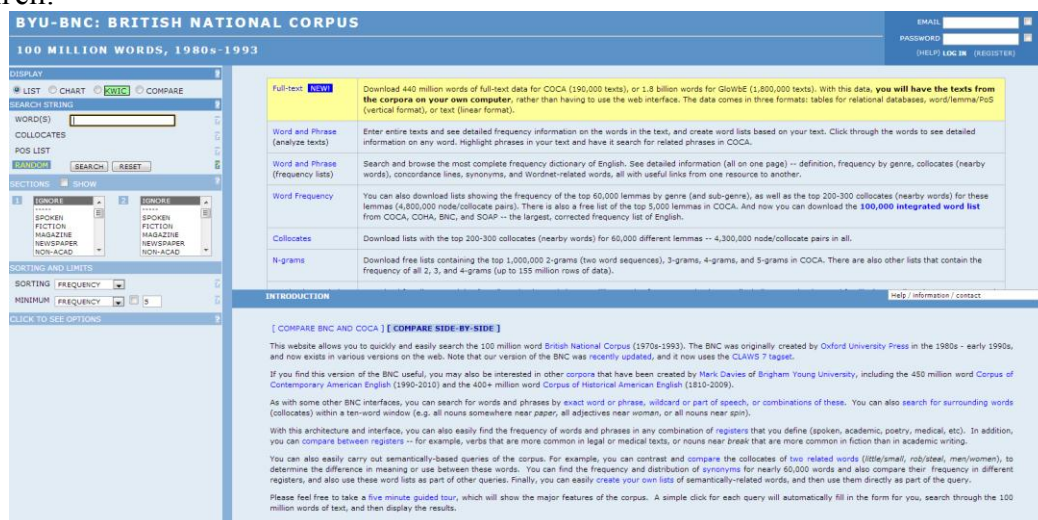 BYU-BNC: BRITISH NATIONAL CORPUS
100 MILLION WORDS, 1980s-1993
EMAIL
PASSWORD
(HELP) LOG IN (REGISTER)
DISPLAY ?
LIST CHART KWIC COMPARE
SEARCH STRING ?
WORD(S)
COLLOCATES
POS LIST
RANDOM SEARCH RESET
SECTIONS SHOW ?
1 IGNORE 2 IGNORE
----- -----
SPOKEN SPOKEN
FICTION FICTION
MAGAZINE MAGAZINE
NEWSPAPER NEWSPAPER
NON-ACAD NON-ACAD
SORTING AND LIMITS
SORTING FREQUENCY
MINIMUM FREQUENCY 5
CLICK TO SEE OPTIONS ?
Full-text NEW! Download 440 million words of full-text data for COCA (190,000 texts), or 1.8 billion words for GloWbE (1,800,000 texts). With this data, you will have the texts from
the corpora on your own computer, rather than having to use the web interface. The data comes in three formats: tables for relational databases, word/lemma/PoS
(vertical format), or text (linear format).
Word and Phrase Enter entire texts and see detailed frequency information on the words in the text, and create word lists based on your text. Click through the words to see detailed
(analyze texts) information on any word. Highlight phrases in your text and have it search for related phrases in COCA.
Word and Phrase Search and browse the most complete frequency dictionary of English. See detailed information (all on one page) -- definition, frequency by genre, collocates (nearby
(frequency lists) words), concordance lines, synonyms, and Wordnet-related words, all with useful links from one resource to another.
Word Frequency You can also download lists showing the frequency of the top 60,000 lemmas by genre (and sub-genre), as well as the top 200-300 collocates (nearby words) for these
lemmas (4,800,000 node/collocate pairs). There is also a free list of the top 5,000 lemmas in COCA. And now you can download the 100,000 integrated word list
from COCA, COHA, BNC, and SOAP -- the largest, corrected frequency list of English.
Collocates Download lists with the top 200-300 collocates (nearby words) for 60,000 different lemmas -- 4,300,000 node/collocate pairs in all.
N-grams Download free lists containing the top 1,000,000 2-grams (two word sequences), 3-grams, 4-grams, and 5-grams in COCA. There are also other lists that contain the
frequency of all 2, 3, and 4-grams (up to 155 million rows of data).
INTRODUCTION Help / information / contact
[ COMPARE BNC AND COCA ] [ COMPARE SIDE-BY-SIDE ]
This website allows you to quickly and easily search the 100 million word British National Corpus (1970s-1993). The BNC was originally created by Oxford University Press in the 1980s - early 1990s,
and now exists in various versions on the web. Note that our version of the BNC was recently updated, and it now uses the CLAWS 7 tagset.
If you find this version of the BNC useful, you may also be interested in other corpora that have been created by Mark Davies of Brigham Young University, including the 450 million word Corpus of
Contemporary American English (1990-2010) and the 400+ million word Corpus of Historical American English (1810-2009).
As with some other BNC interfaces, you can search for words and phrases by exact word or phrase, wildcard or part of speech, or combinations of these. You can also search for surrounding words
(collocates) within a ten-word window (e.g. all nouns somewhere near paper, all adjectives near woman, or all nouns near spin).
With this architecture and interface, you can also easily find the frequency of words and phrases in any combination of registers that you define (spoken, academic, poetry, medical, etc). In addition,
you can compare between registers -- for example, verbs that are more common in legal or medical texts, or nouns near break that are more common in fiction than in academic writing.
You can also easily carry out semantically-based queries of the corpus. For example, you can contrast and compare the collocates of two related words (little/small, rob/steal, men/women), to
determine the difference in meaning or use between these words. You can find the frequency and distribution of synonyms for nearly 60,000 words and also compare their frequency in different
registers, and also use these word lists as part of other queries. Finally, you can easily create your own lists of semantically-related words, and then use them directly as part of the query.
Please feel free to take a five minute guided tour, which will show the major features of the corpus. A simple click for each query will automatically fill in the form for you, search through the 100
million words of text, and then display the results.